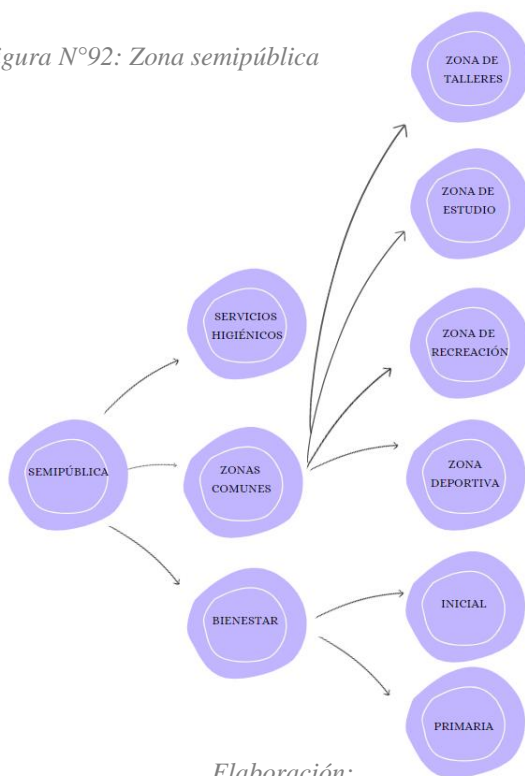 igura N°92: Zona semipública
ZONA DE
TALLERES
ZONA DE
ESTUDIO
SERVICIOS
HIGIÉNICOS
ZONA DE
RECREACIÓN
SEMIPÚBLICA
ZONAS
COMUNES
ZONA
DEPORTIVA
BIENESTAR
INICIAL
PRIMARIA
Elaboración: